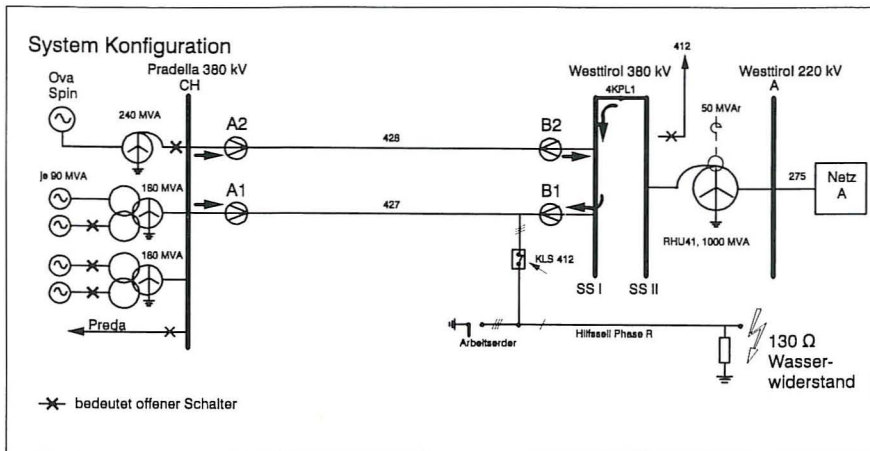 System Konfiguration
Pradella 380 kV
CH
Ova
Spin
240 MVA
A2
428
B2
Westtirol 380 kV
4KPL1
412
Westtirol 220 kV
A
50 MVAr
je 90 MVA
160 MVA
A1
427
B1
275
Netz
A
RHU41, 1000 MVA
160 MVA
KLS 412
SS I
SS II
Preda
Arbeitserder
Hilfsseil Phase R
130 Ω
Wasser-
widerstand
bedeutet offener Schalter